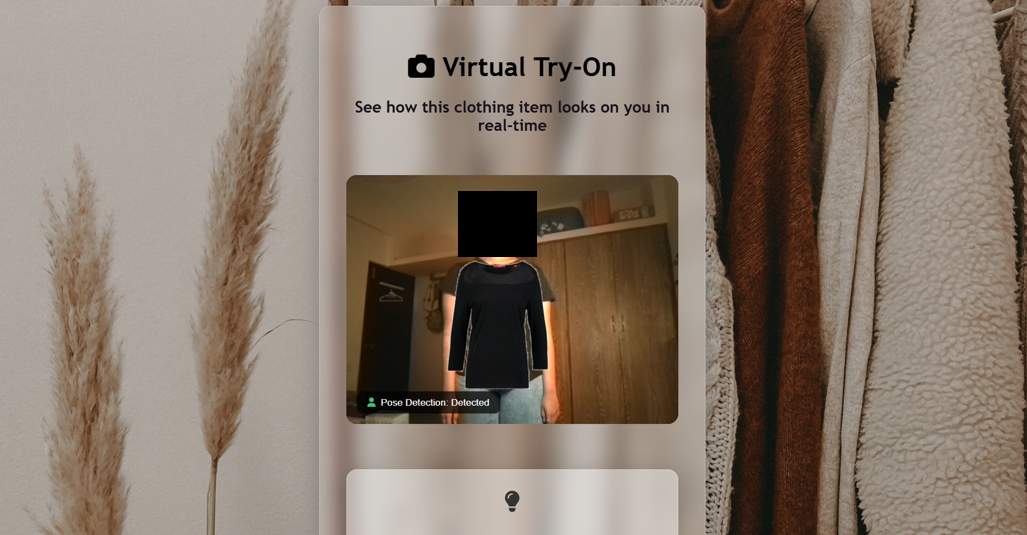 Virtual Try-On
See how this clothing item looks on you in
real-time
Pose Detection: Detected